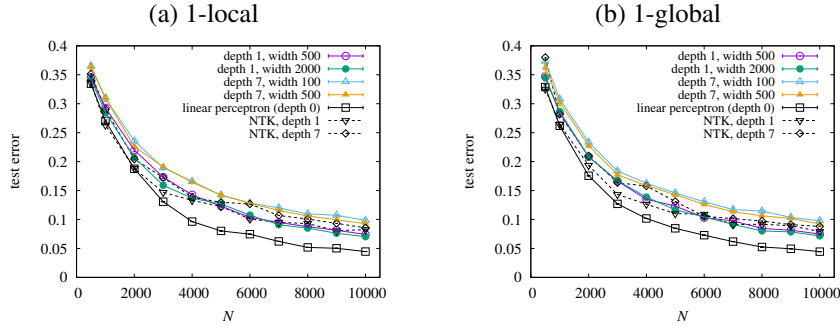 (a) 1-local
0.4
0.35
0.3
0.25
0.2
0.15
0.1
0.05
0
test error
depth 1, width 500
depth 1, width 2000
depth 7, width 100
depth 7, width 500
linear perceptron (depth 0)
NTK, depth 1
NTK, depth 7
0 2000 4000 6000 8000 10000
N
(b) 1-global
0.4
0.35
0.3
0.25
0.2
0.15
0.1
0.05
0
test error
depth 1, width 500
depth 1, width 2000
depth 7, width 100
depth 7, width 500
linear perceptron (depth 0)
NTK, depth 1
NTK, depth 7
0 2000 4000 6000 8000 10000
N